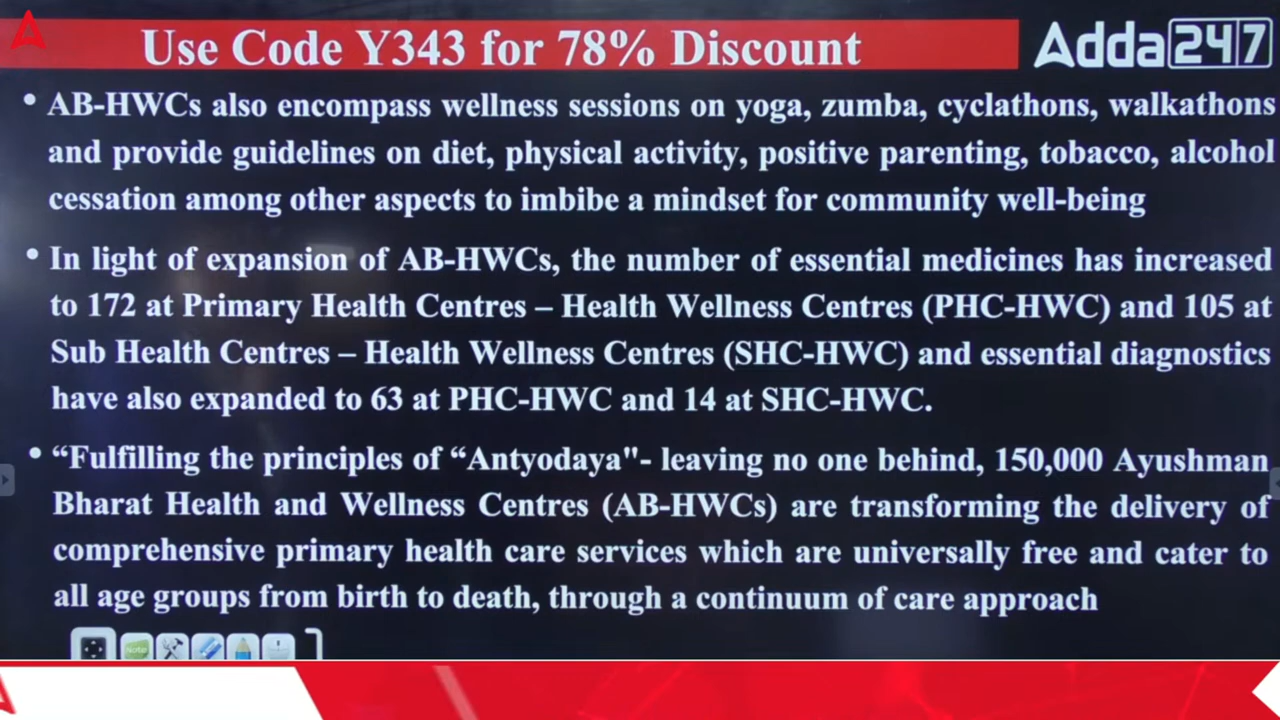 Use Code Y343 for 78% Discount
Adda247
• AB-HWCs also encompass wellness sessions on yoga, zumba, cyclathons, walkathons
and provide guidelines on diet, physical activity, positive parenting, tobacco, alcohol
cessation among other aspects to imbibe a mindset for community well-being
• In light of expansion of AB-HWCs, the number of essential medicines has increased
to 172 at Primary Health Centres – Health Wellness Centres (PHC-HWC) and 105 at
Sub Health Centres – Health Wellness Centres (SHC-HWC) and essential diagnostics
have also expanded to 63 at PHC-HWC and 14 at SHC-HWC.
• “Fulfilling the principles of “Antyodaya"- leaving no one behind, 150,000 Ayushman
Bharat Health and Wellness Centres (AB-HWCs) are transforming the delivery of
comprehensive primary health care services which are universally free and cater to
all age groups from birth to death, through a continuum of care approach